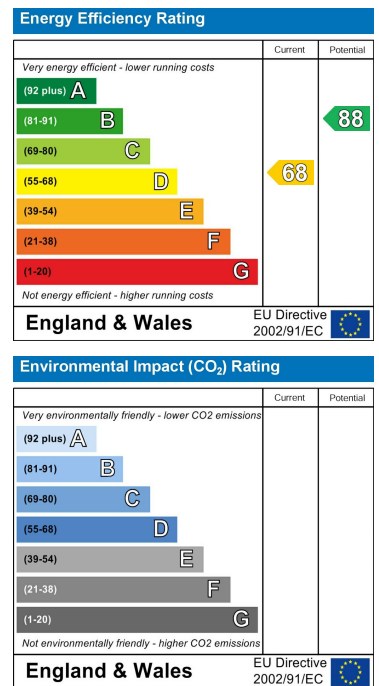 Energy Efficiency Rating
Current Potential
Very energy efficient - lower running costs
(92 plus) A
(81-91) B
88
(69-80) C
(55-68) D
68
(39-54) E
(21-38) F
(1-20) G
Not energy efficient - higher running costs
England & Wales
EU Directive
2002/91/EC
Environmental Impact (CO₂) Rating
Current Potential
Very environmentally friendly - lower CO2 emissions
(92 plus) A
(81-91) B
(69-80) C
(55-68) D
(39-54) E
(21-38) F
(1-20) G
Not environmentally friendly - higher CO2 emissions
England & Wales
EU Directive
2002/91/EC